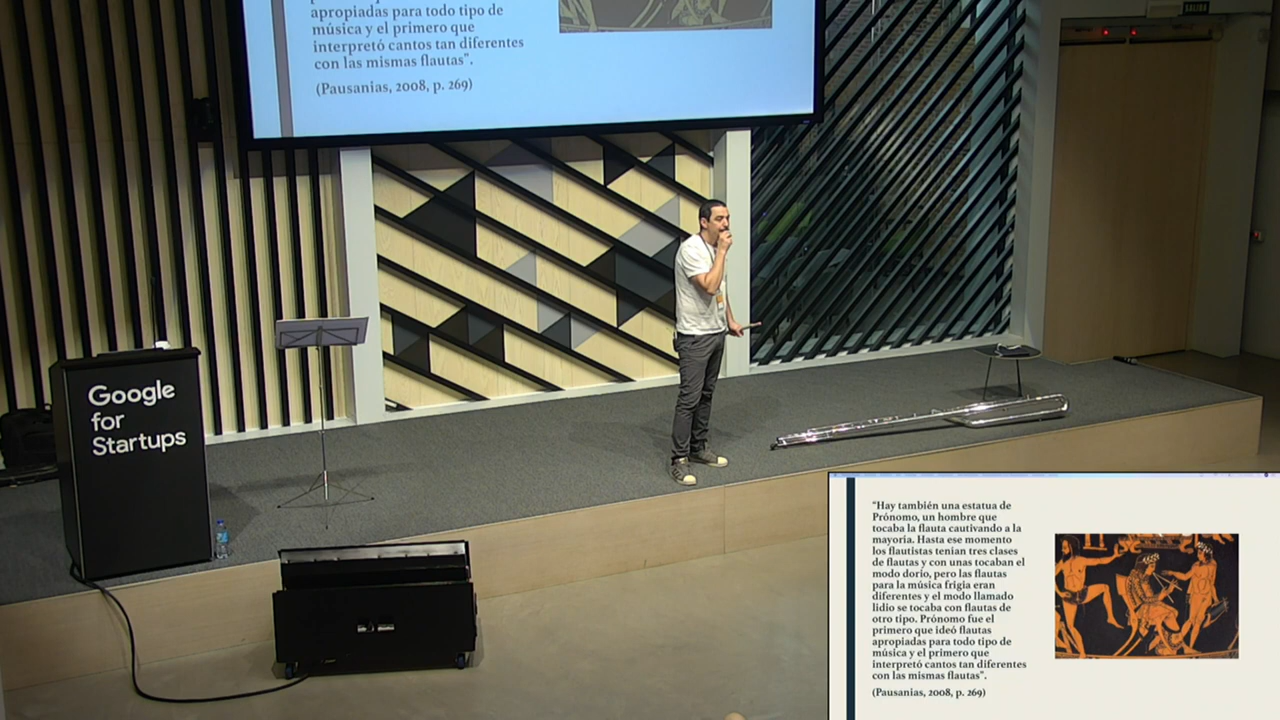 apropiadas para todo tipo de
música y el primero que
interpretó cantos tan diferentes
con las mismas flautas”.
(Pausanias, 2008, p. 269)
SALIDA
Google
for
Startups
“Hay también una estatua de
Prónomo, un hombre que
tocaba la flauta cautivando a la
mayoría. Hasta ese momento
los flautistas tenían tres clases
de flautas y con unas tocaban el
modo dorio, pero las flautas
para la música frigia eran
diferentes y el modo llamado
lidio se tocaba con flautas de
otro tipo. Prónomo fue el
primero que ideó flautas
apropiadas para todo tipo de
música y el primero que
interpretó cantos tan diferentes
con las mismas flautas”.
(Pausanias, 2008, p. 269)